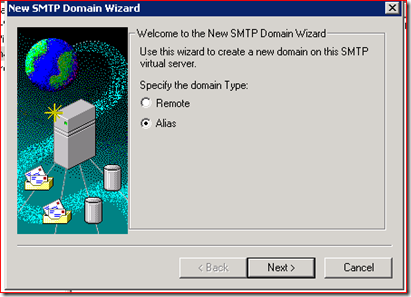 New SMTP Domain Wizard
Welcome to the New SMTP Domain Wizard
Use this wizard to create a new domain on this SMTP
virtual server.
Specify the domain Type:
Remote
Alias
< Back
Next >
Cancel